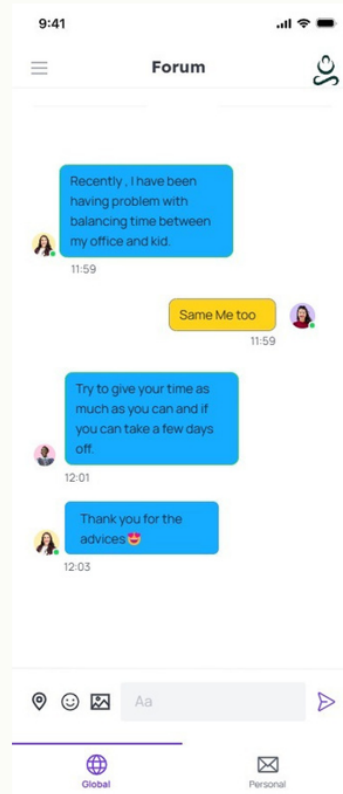 9:41
Forum
Recently , I have been
having problem with
balancing time between
my office and kid.
11:59
Same Me too
11:59
Try to give your time as
much as you can and if
you can take a few days
off.
12:01
Thank you for the
advices😍
12:03
Aa
Global
Personal